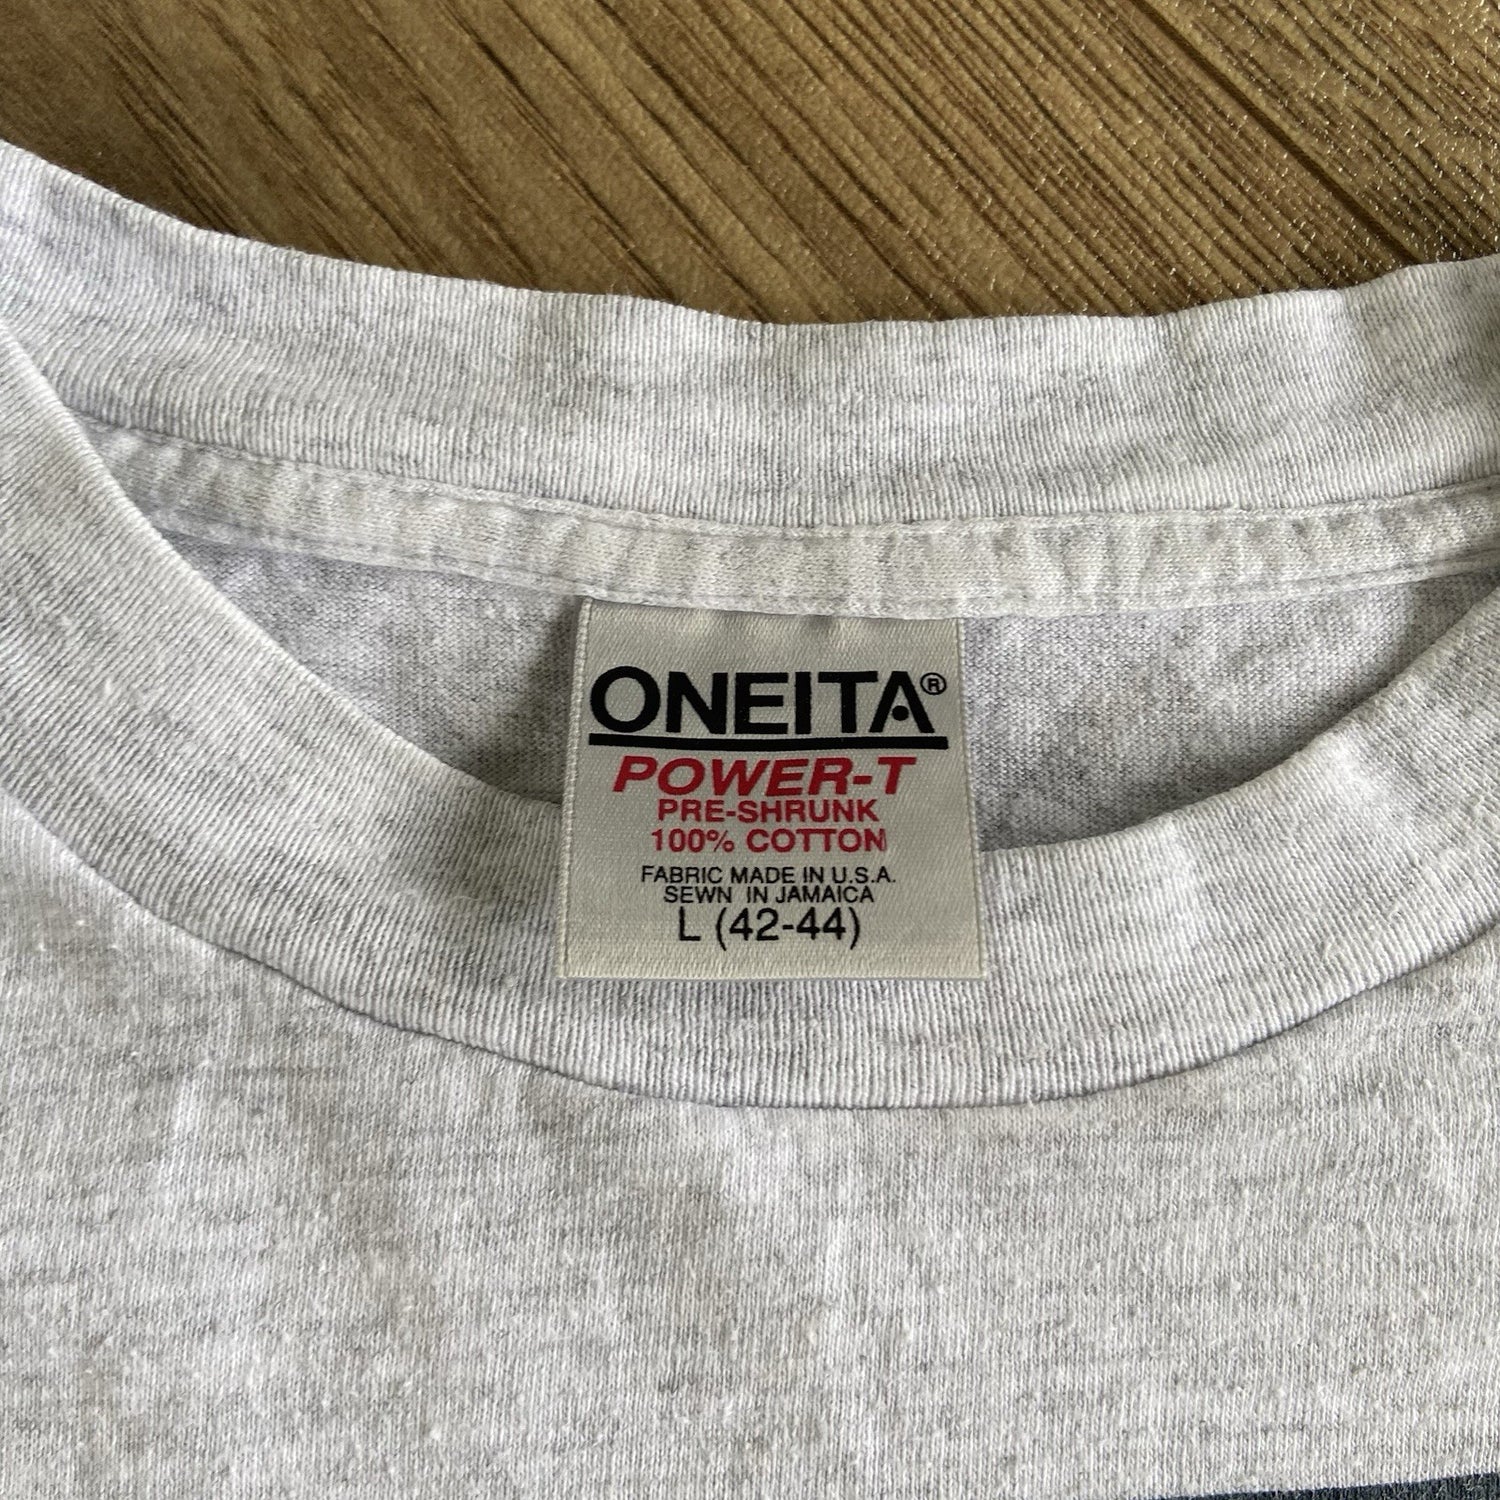 ONEITA®
POWER-T
PRE-SHRUNK
100% COTTON
FABRIC MADE IN U.S.A.
SEWN IN JAMAICA
L (42-44)